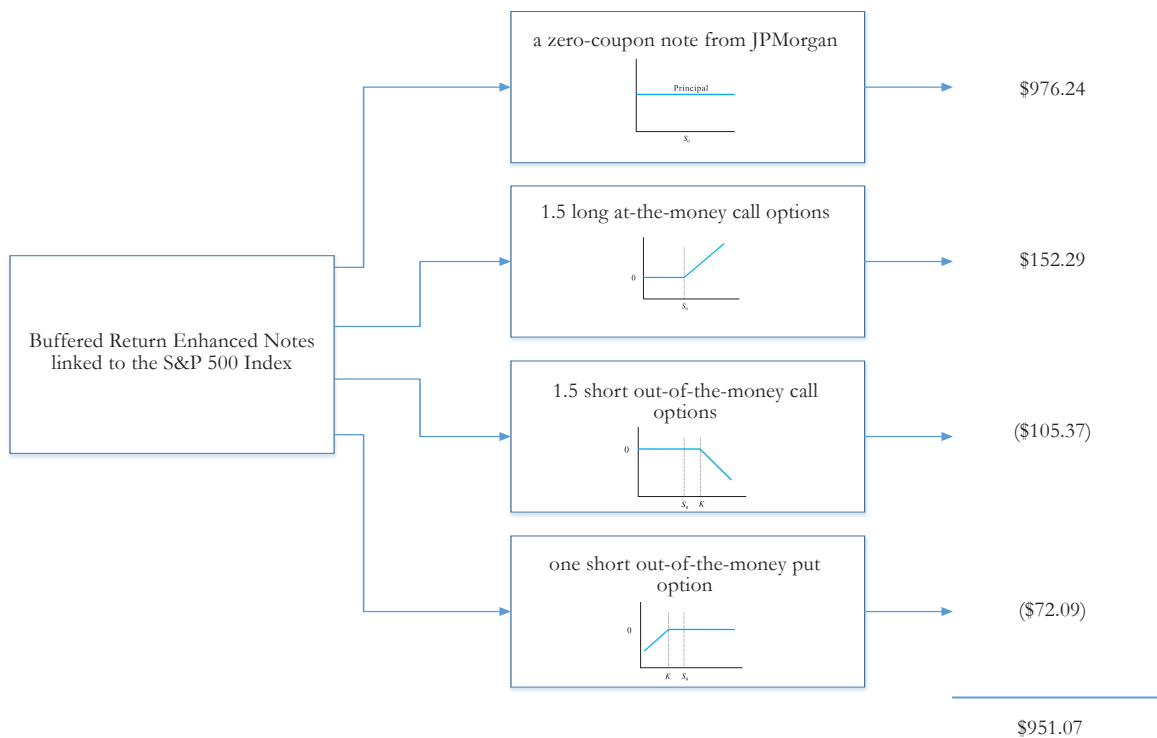 a zero-coupon note from JPMorgan
Principal
S₀
$976.24
1.5 long at-the-money call options
0
S₀
$152.29
Buffered Return Enhanced Notes
linked to the S&P 500 Index
1.5 short out-of-the-money call
options
0
S₀ K
($105.37)
one short out-of-the-money put
option
0
K S₀
($72.09)
$951.07